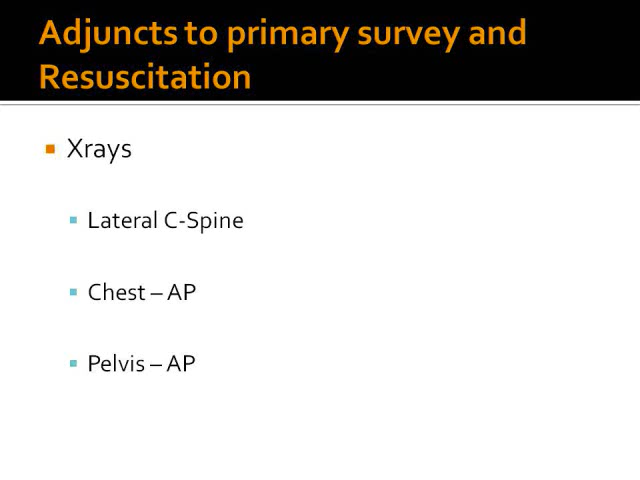 Adjuncts to primary survey and
Resuscitation
Xrays
Lateral C-Spine
Chest – AP
Pelvis – AP